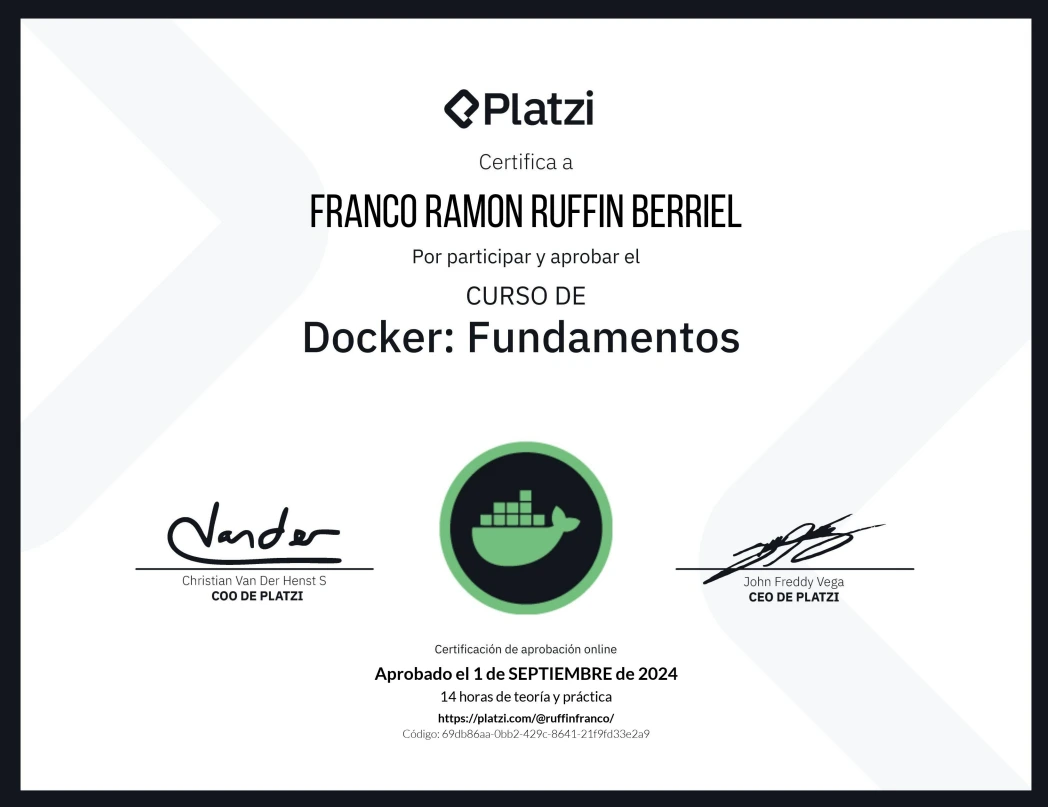 Platzi
Certifica a
FRANCO RAMON RUFFIN BERRIEL
Por participar y aprobar el
CURSO DE
Docker: Fundamentos
Vander
Christian Van Der Henst S
COO DE PLATZI
John Freddy Vega
CEO DE PLATZI
Certificación de aprobación online
Aprobado el 1 de SEPTIEMBRE de 2024
14 horas de teoría y práctica
https://platzi.com/@ruffinfranco/
Código: 69db86aa-0bb2-429c-8641-21f9fd33e2a9